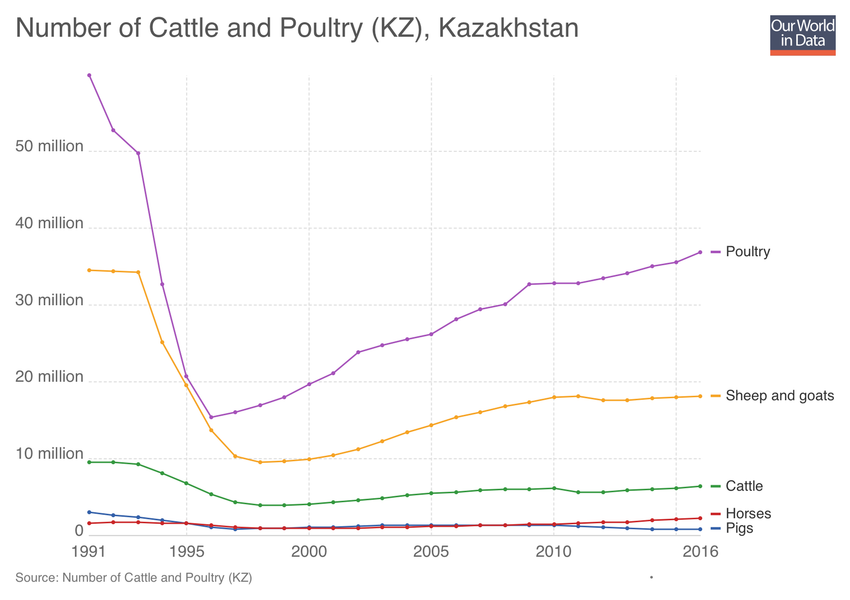 Number of Cattle and Poultry (KZ), Kazakhstan
Our World
in Data
50 million
40 million
30 million
20 million
10 million
0
1991
1995
2000
2005
2010
2016
Poultry
Sheep and goats
Cattle
Horses
Pigs
Source: Number of Cattle and Poultry (KZ)